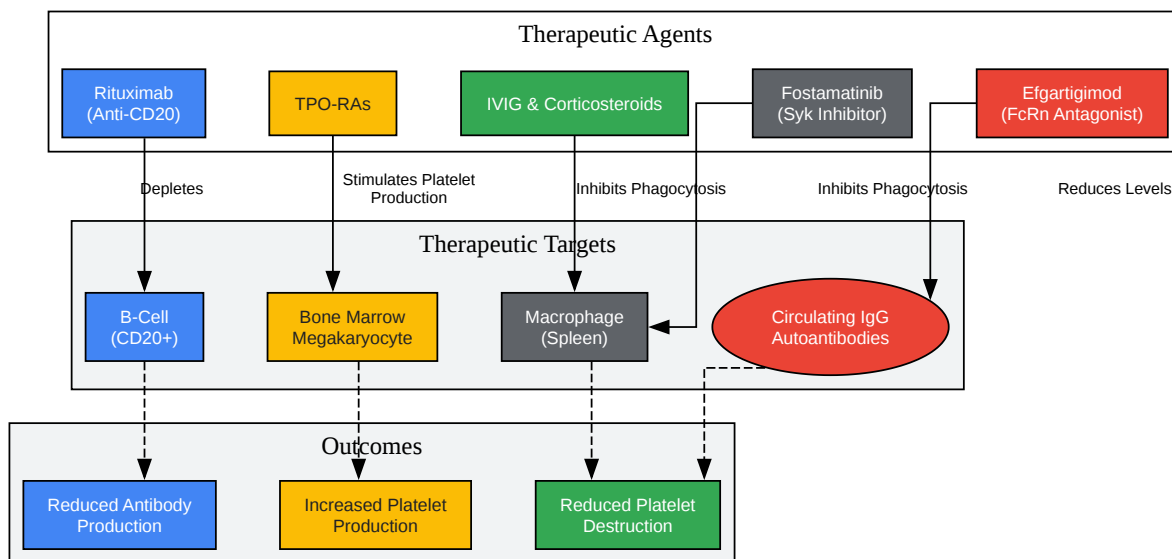 Therapeutic Agents
Rituximab
(Anti-CD20)
TPO-RAs
IVIG & Corticosteroids
Fostamatinib
(Syk Inhibitor)
Efgartigimod
(FcRn Antagonist)
Depletes
Stimulates Platelet
Production
Inhibits Phagocytosis
Inhibits Phagocytosis
Reduces Levels
Therapeutic Targets
B-Cell
(CD20+)
Bone Marrow
Megakaryocyte
Macrophage
(Spleen)
Circulating IgG
Autoantibodies
Outcomes
Reduced Antibody
Production
Increased Platelet
Production
Reduced Platelet
Destruction